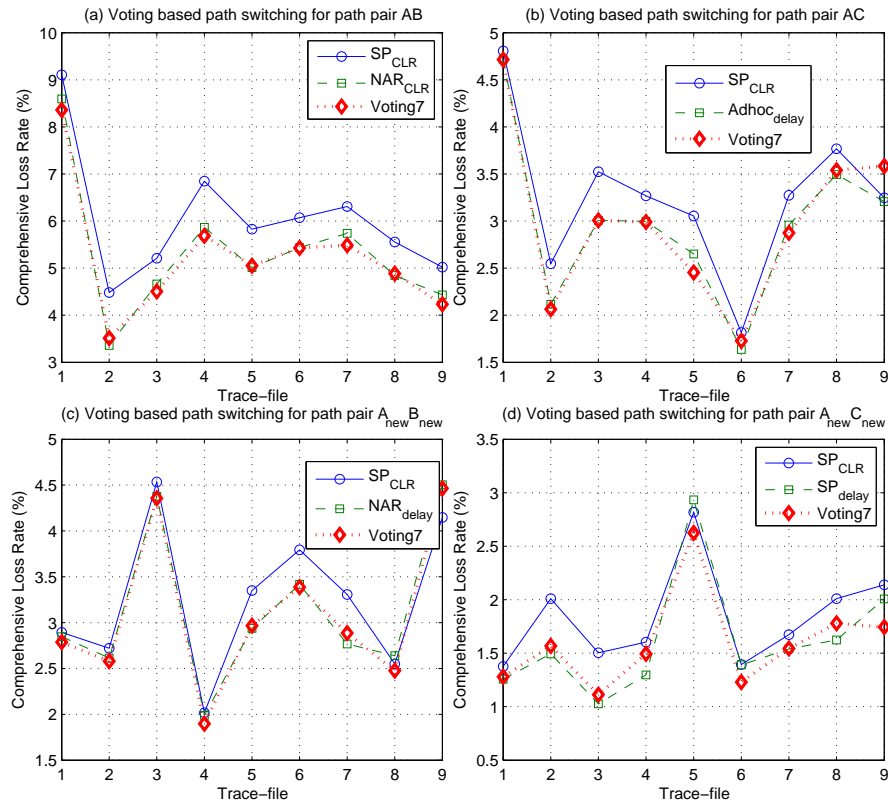 (a) Voting based path switching for path pair AB
10
9
8
7
6
5
4
3
Comprehensive Loss Rate (%)
SP_CLR
NAR_CLR
Voting7
1 2 3 4 5 6 7 8 9
Trace−file
(b) Voting based path switching for path pair AC
5
4.5
4
3.5
3
2.5
2
1.5
Comprehensive Loss Rate (%)
SP_CLR
Adhoc_delay
Voting7
1 2 3 4 5 6 7 8 9
Trace−file
(c) Voting based path switching for path pair A_new B_new
5
4.5
4
3.5
3
2.5
2
1.5
Comprehensive Loss Rate (%)
SP_CLR
NAR_delay
Voting7
1 2 3 4 5 6 7 8 9
Trace−file
(d) Voting based path switching for path pair A_new C_new
3.5
3
2.5
2
1.5
1
0.5
Comprehensive Loss Rate (%)
SP_CLR
SP_delay
Voting7
1 2 3 4 5 6 7 8 9
Trace−file